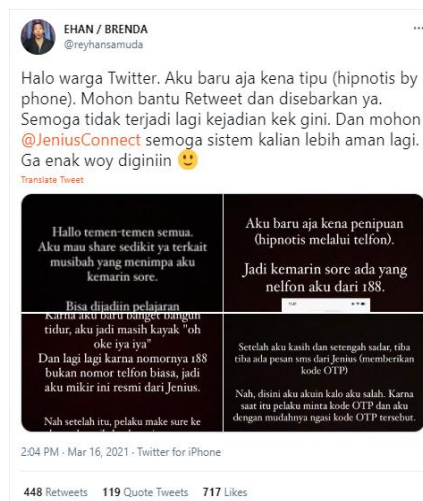 EHAN / BRENDA
@reyhansamuda
Halo warga Twitter. Aku baru aja kena tipu (hipnotis by
phone). Mohon bantu Retweet dan disebarkan ya.
Semoga tidak terjadi lagi kejadian kek gini. Dan mohon
@JeniusConnect semoga sistem kalian lebih aman lagi.
Ga enak woy diginiin 🙂
Translate Tweet
Hallo temen-temen semua.
Aku mau share sedikit ya terkait
musibah yang menimpa aku
kemarin sore.
Bisa dijadiin pelajaran
Aku baru aja kena penipuan
(hipnotis melalui telfon).
Jadi kemarin sore ada yang
nelfon aku dari 188.
Karna aku baru banget bangun
tidur, aku jadi masih kayak "oh
oke iya iya"
Dan lagi lagi karna nomornya 188
bukan nomor telfon biasa, jadi
aku mikir ini resmi dari Jenius.
Nah setelah itu, pelaku make sure ke
Setelah aku kasih dan setengah sadar, tiba
tiba ada pesan sms dari Jenius (memberikan
kode OTP)
Nah, disini aku akuin kalo aku salah. Karna
saat itu pelaku minta kode OTP dan aku
dengan mudahnya ngasi kode OTP tersebut.
2:04 PM · Mar 16, 2021 · Twitter for iPhone
448 Retweets 119 Quote Tweets 717 Likes